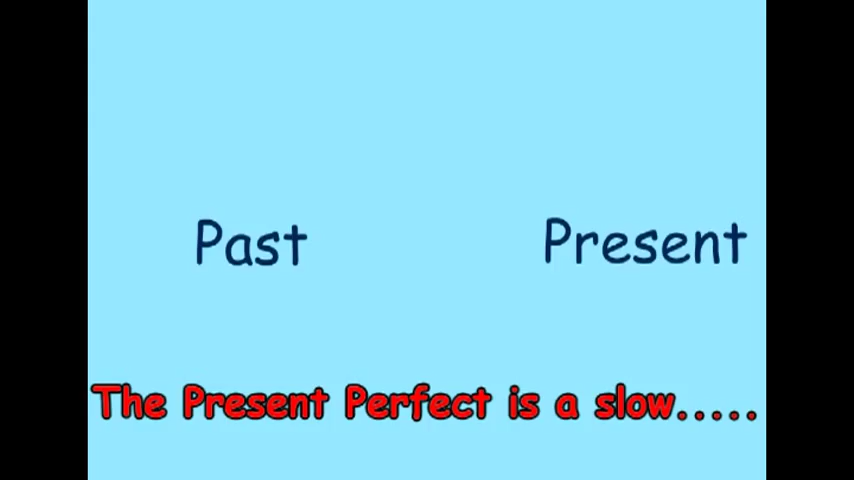 Past Present
The Present Perfect is a slow.....